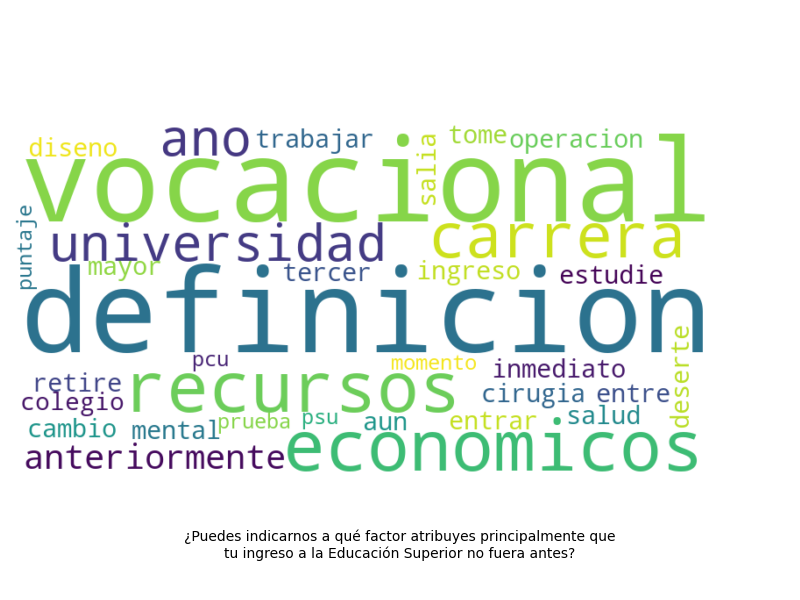 diseno
ano
trabajar
salia
tome
operacion
vocacional
puntaje
universidad
carrera
mayor
tercer
ingreso
estudie
definicion
pcu
momento
inmediato
deserte
retire
recursos
cirugia
entre
colegio
cambio
mental
prueba
psu
aun
entrar
salud
anteriormente
economicos
¿Puedes indicarnos a qué factor atribuyes principalmente que
tu ingreso a la Educación Superior no fuera antes?